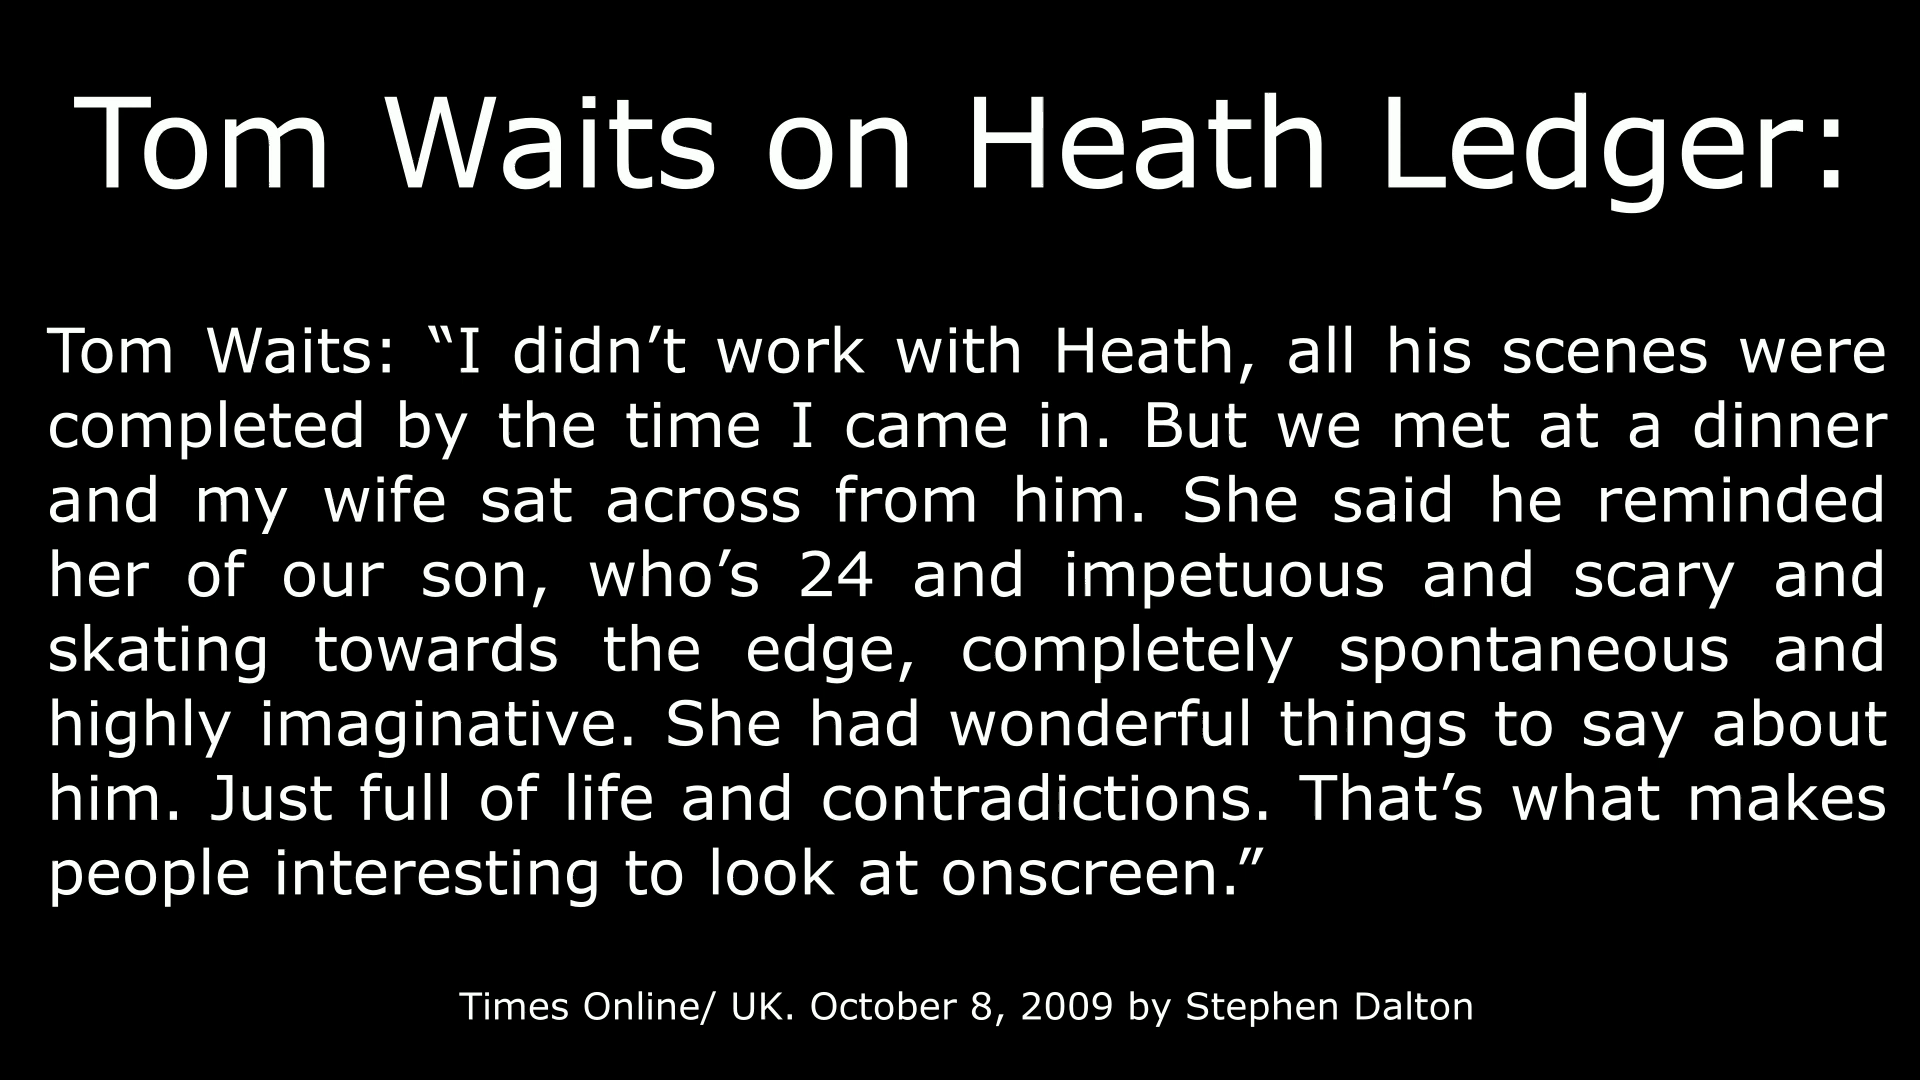 Tom Waits on Heath Ledger:
Tom Waits: “I didn’t work with Heath, all his scenes were
completed by the time I came in. But we met at a dinner
and my wife sat across from him. She said he reminded
her of our son, who’s 24 and impetuous and scary and
skating towards the edge, completely spontaneous and
highly imaginative. She had wonderful things to say about
him. Just full of life and contradictions. That’s what makes
people interesting to look at onscreen.”
Times Online/ UK. October 8, 2009 by Stephen Dalton